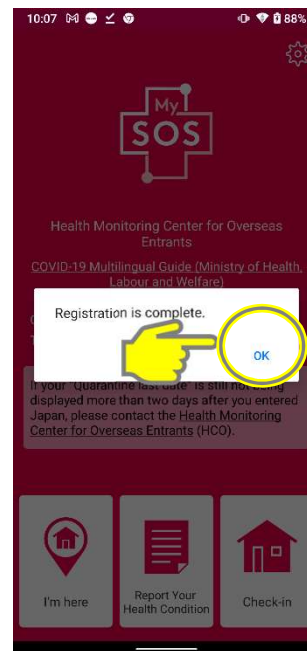 10:07
88%
My
SOS
Health Monitoring Center for Overseas
Entrants
COVID-19 Multilingual Guide (Ministry of Health,
Labour and Welfare)
Registration is complete.
OK
If your "Quarantine last date" is still not being
displayed more than two days after you entered
Japan, please contact the Health Monitoring
Center for Overseas Entrants (HCO).
I'm here
Report Your
Health Condition
Check-in